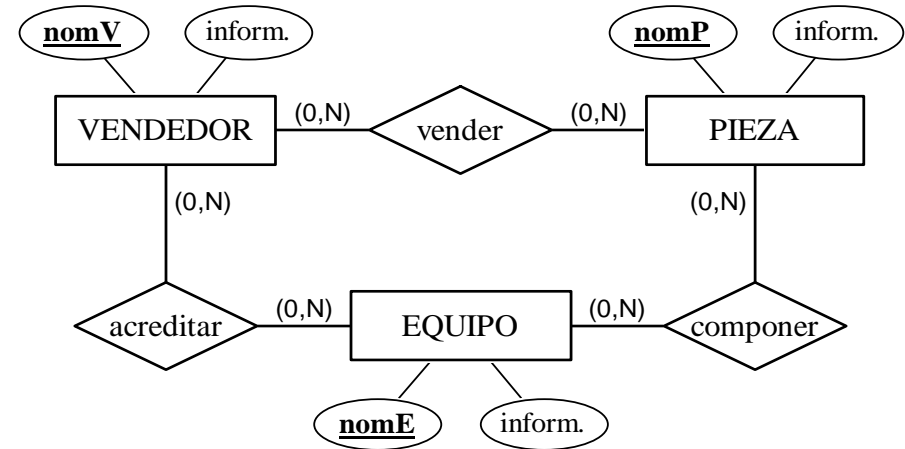 nomV
inform.
nomP
inform.
VENDEDOR
(0,N)
vender
(0,N)
PIEZA
(0,N)
(0,N)
acreditar
(0,N)
EQUIPO
(0,N)
componer
nomE
inform.